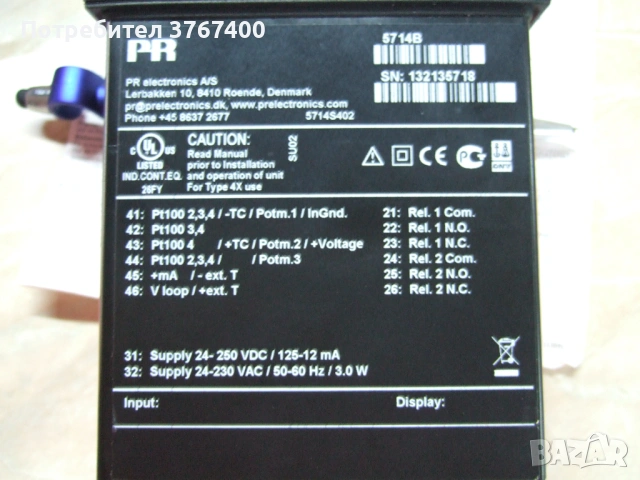 Потребител 3767400
PR
5714B
SN: 132135718
PR electronics A/S
Lerbakken 10, 8410 Roende, Denmark
pr@prelectronics.dk, www.prelectronics.com
Phone +45 8637 2677
5714S402
C UL US
LISTED
IND.CONT.EQ.
26FY
CAUTION:
Read Manual
prior to Installation
and operation of unit
For Type 4X use
SU02
41: Pt100 2,3,4 / -TC / Potm.1 / InGnd.
42: Pt100 3,4
43: Pt100 4 / +TC / Potm.2 / +Voltage
44: Pt100 2,3,4 / / Potm.3
45: +mA / - ext. T
46: V loop / +ext. T
21: Rel. 1 Com.
22: Rel. 1 N.O.
23: Rel. 1 N.C.
24: Rel. 2 Com.
25: Rel. 2 N.O.
26: Rel. 2 N.C.
31: Supply 24- 250 VDC / 125-12 mA
32: Supply 24-230 VAC / 50-60 Hz / 3.0 W
Input:
Display:
BAZAR